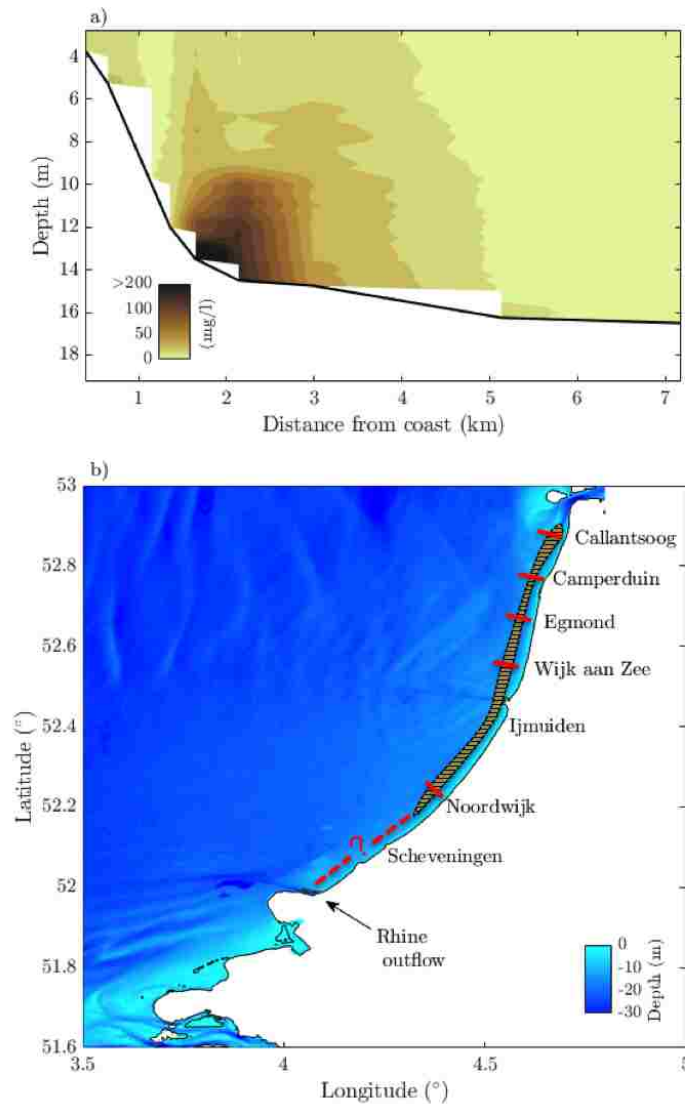 a)
4
6
8
10
12
14
16
18
Depth (m)
>200
100
50
0
(mg/l)
1
2
3
4
5
6
7
Distance from coast (km)
b)
53
52.8
52.6
52.4
52.2
52
51.8
51.6
Latitude (°)
Callantsoog
Camperduin
Egmond
Wijk aan Zee
Ijmuiden
Noordwijk
?
Scheveningen
Rhine
outflow
0
-10
-20
-30
Depth (m)
3.5
4
4.5
5
Longitude (°)